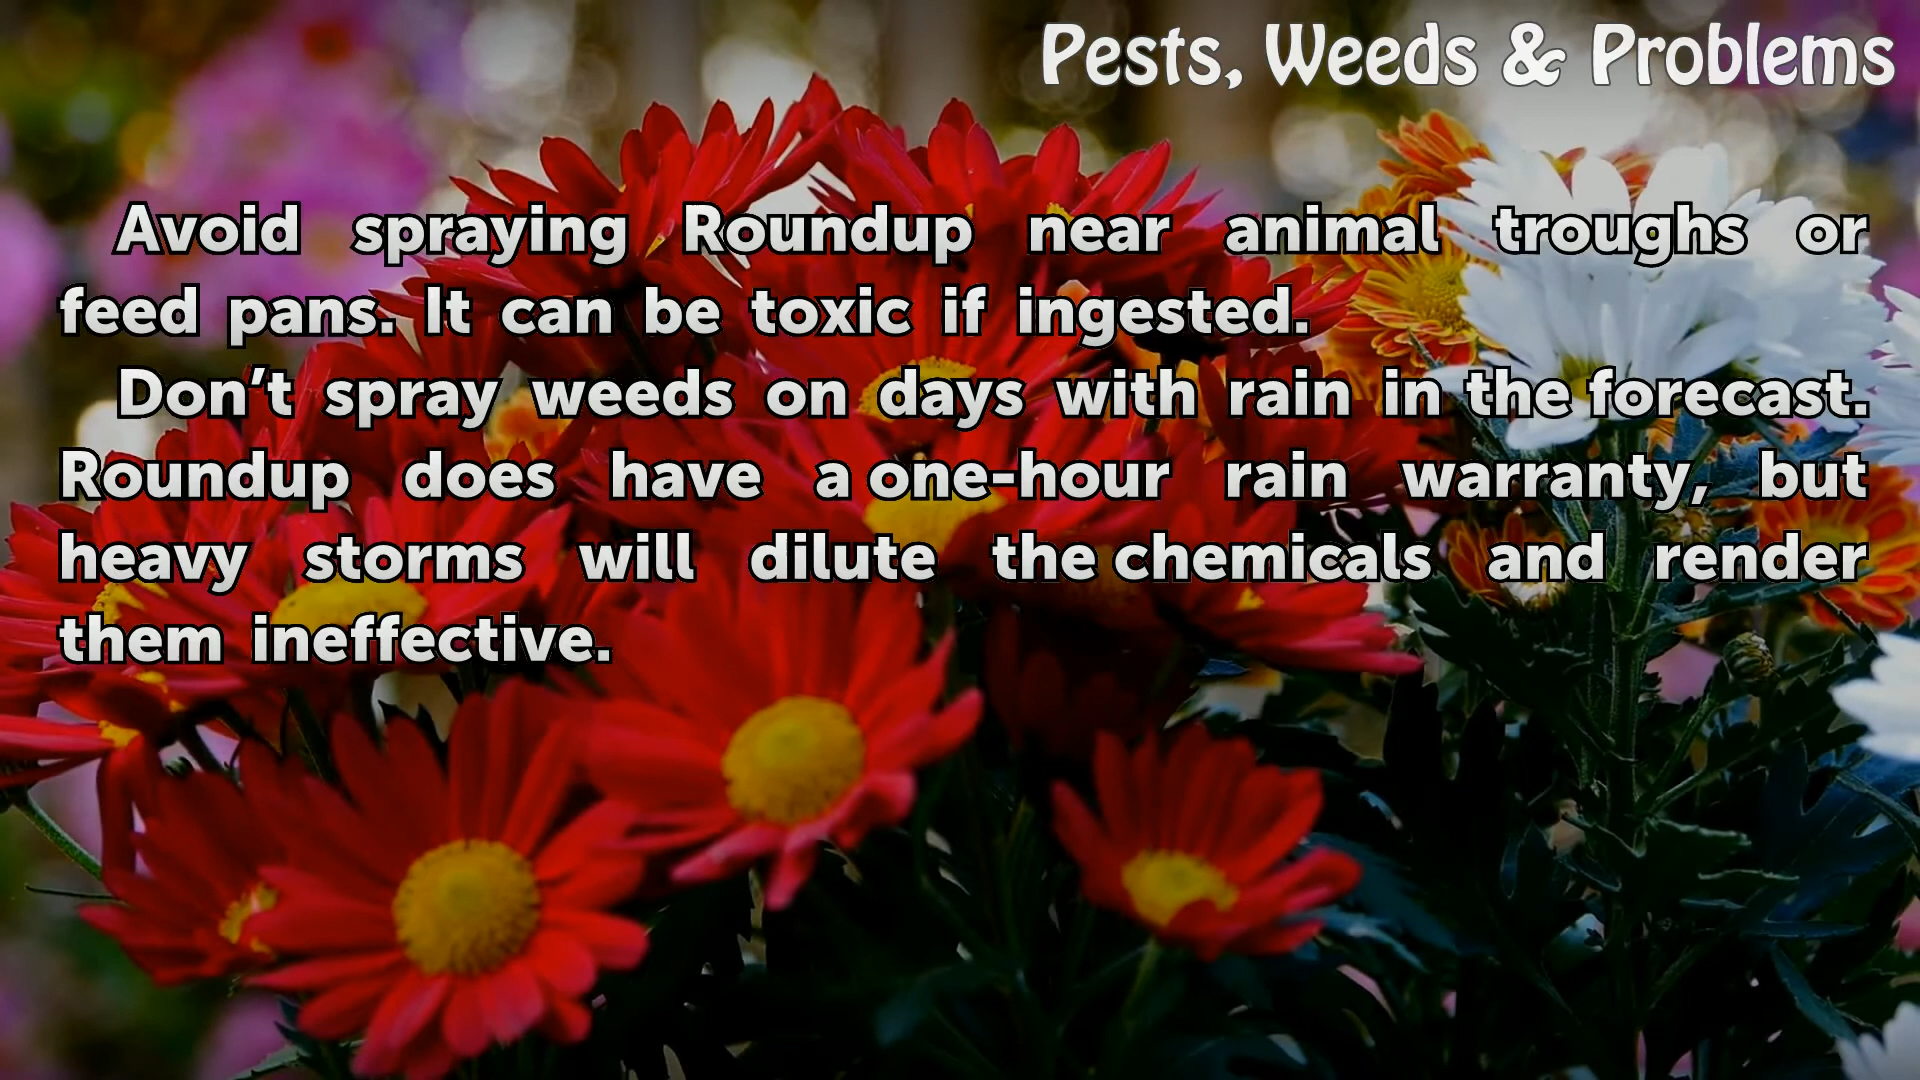 Pests, Weeds & Problems
Avoid spraying Roundup near animal troughs or
feed pans. It can be toxic if ingested.
Don’t spray weeds on days with rain in the forecast.
Roundup does have a one-hour rain warranty, but
heavy storms will dilute the chemicals and render
them ineffective.